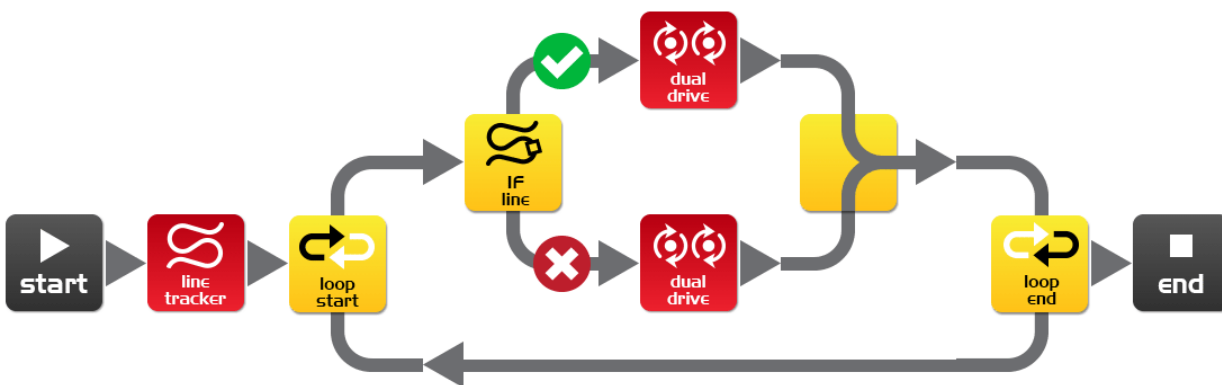 start
line
tracker
loop
start
IF
line
dual
drive
dual
drive
loop
end
end